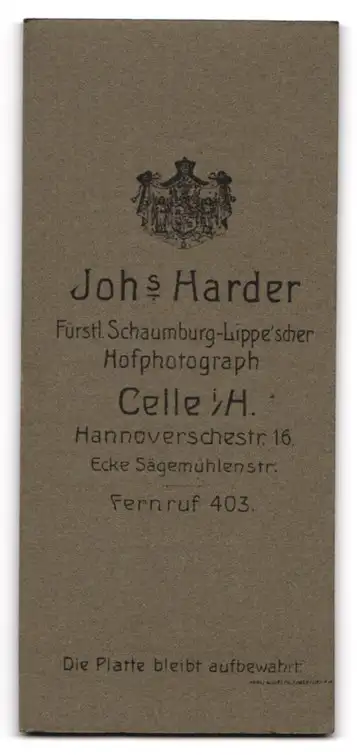 Johs Harder
Fürstl. Schaumburg-Lippe'scher
Hofphotograph
Celle i/H.
Hannoverschestr. 16.
Ecke Sägemühlenstr.
Fernruf 403.
Die Platte bleibt aufbewahrt.